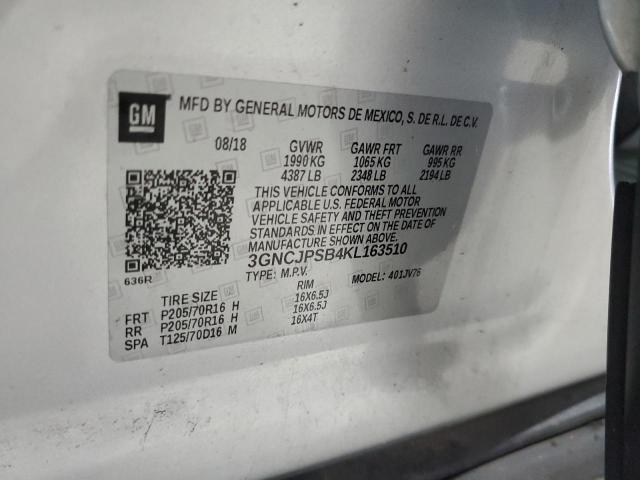 GM
MFD BY GENERAL MOTORS DE MEXICO, S. DE R.L. DE C.V.
08/18 GVWR GAWR FRT GAWR RR
1990 KG 1065 KG 995 KG
4387 LB 2348 LB 2194 LB
THIS VEHICLE CONFORMS TO ALL
APPLICABLE U.S. FEDERAL MOTOR
VEHICLE SAFETY AND THEFT PREVENTION
STANDARDS IN EFFECT ON THE DATE OF
MANUFACTURE SHOWN ABOVE.
3GNCJPSB4KL163510
636R
TYPE: M.P.V. MODEL: 401JV76
TIRE SIZE RIM
FRT P205/70R16 H 16X6.5J
RR P205/70R16 H 16X6.5J
SPA T125/70D16 M 16X4T